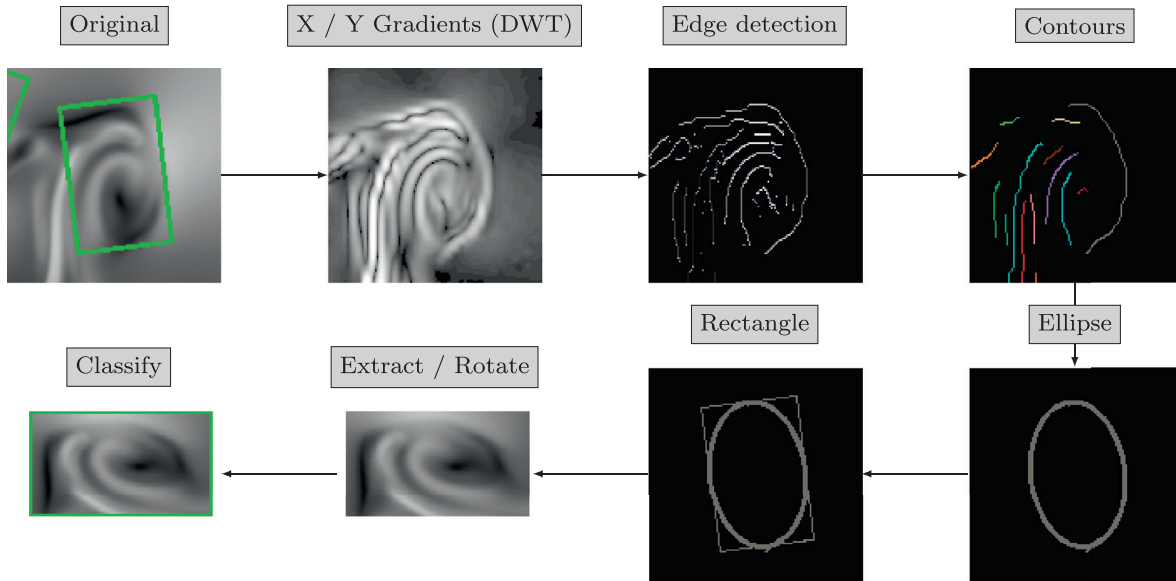 Original
X / Y Gradients (DWT)
Edge detection
Contours
Ellipse
Rectangle
Extract / Rotate
Classify